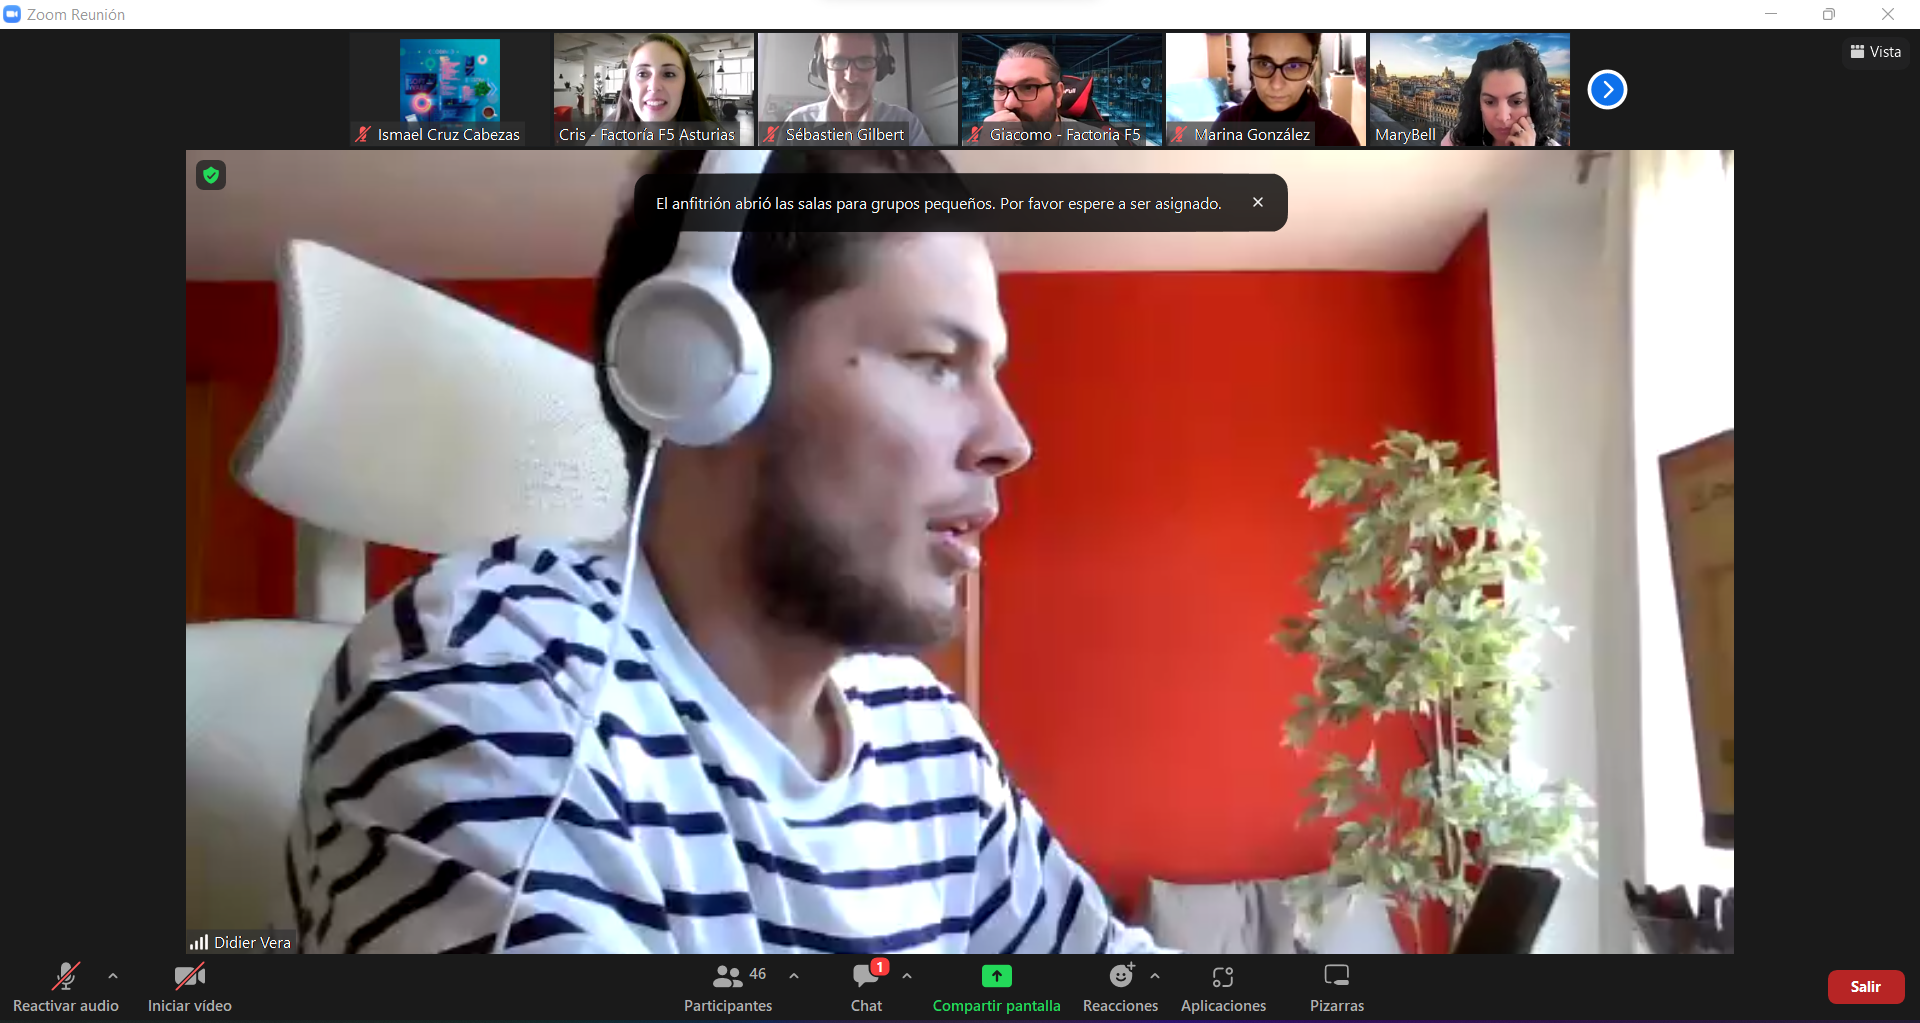 Zoom Reunión
Vista
Ismael Cruz Cabezas
Cris - Factoría F5 Asturias
Sébastien Gilbert
Giacomo - Factoria F5
Marina González
MaryBell
El anfitrión abrió las salas para grupos pequeños. Por favor espere a ser asignado.
Didier Vera
46
1
Reactivar audio
Iniciar vídeo
Participantes
Chat
Compartir pantalla
Reacciones
Aplicaciones
Pizarras
Salir